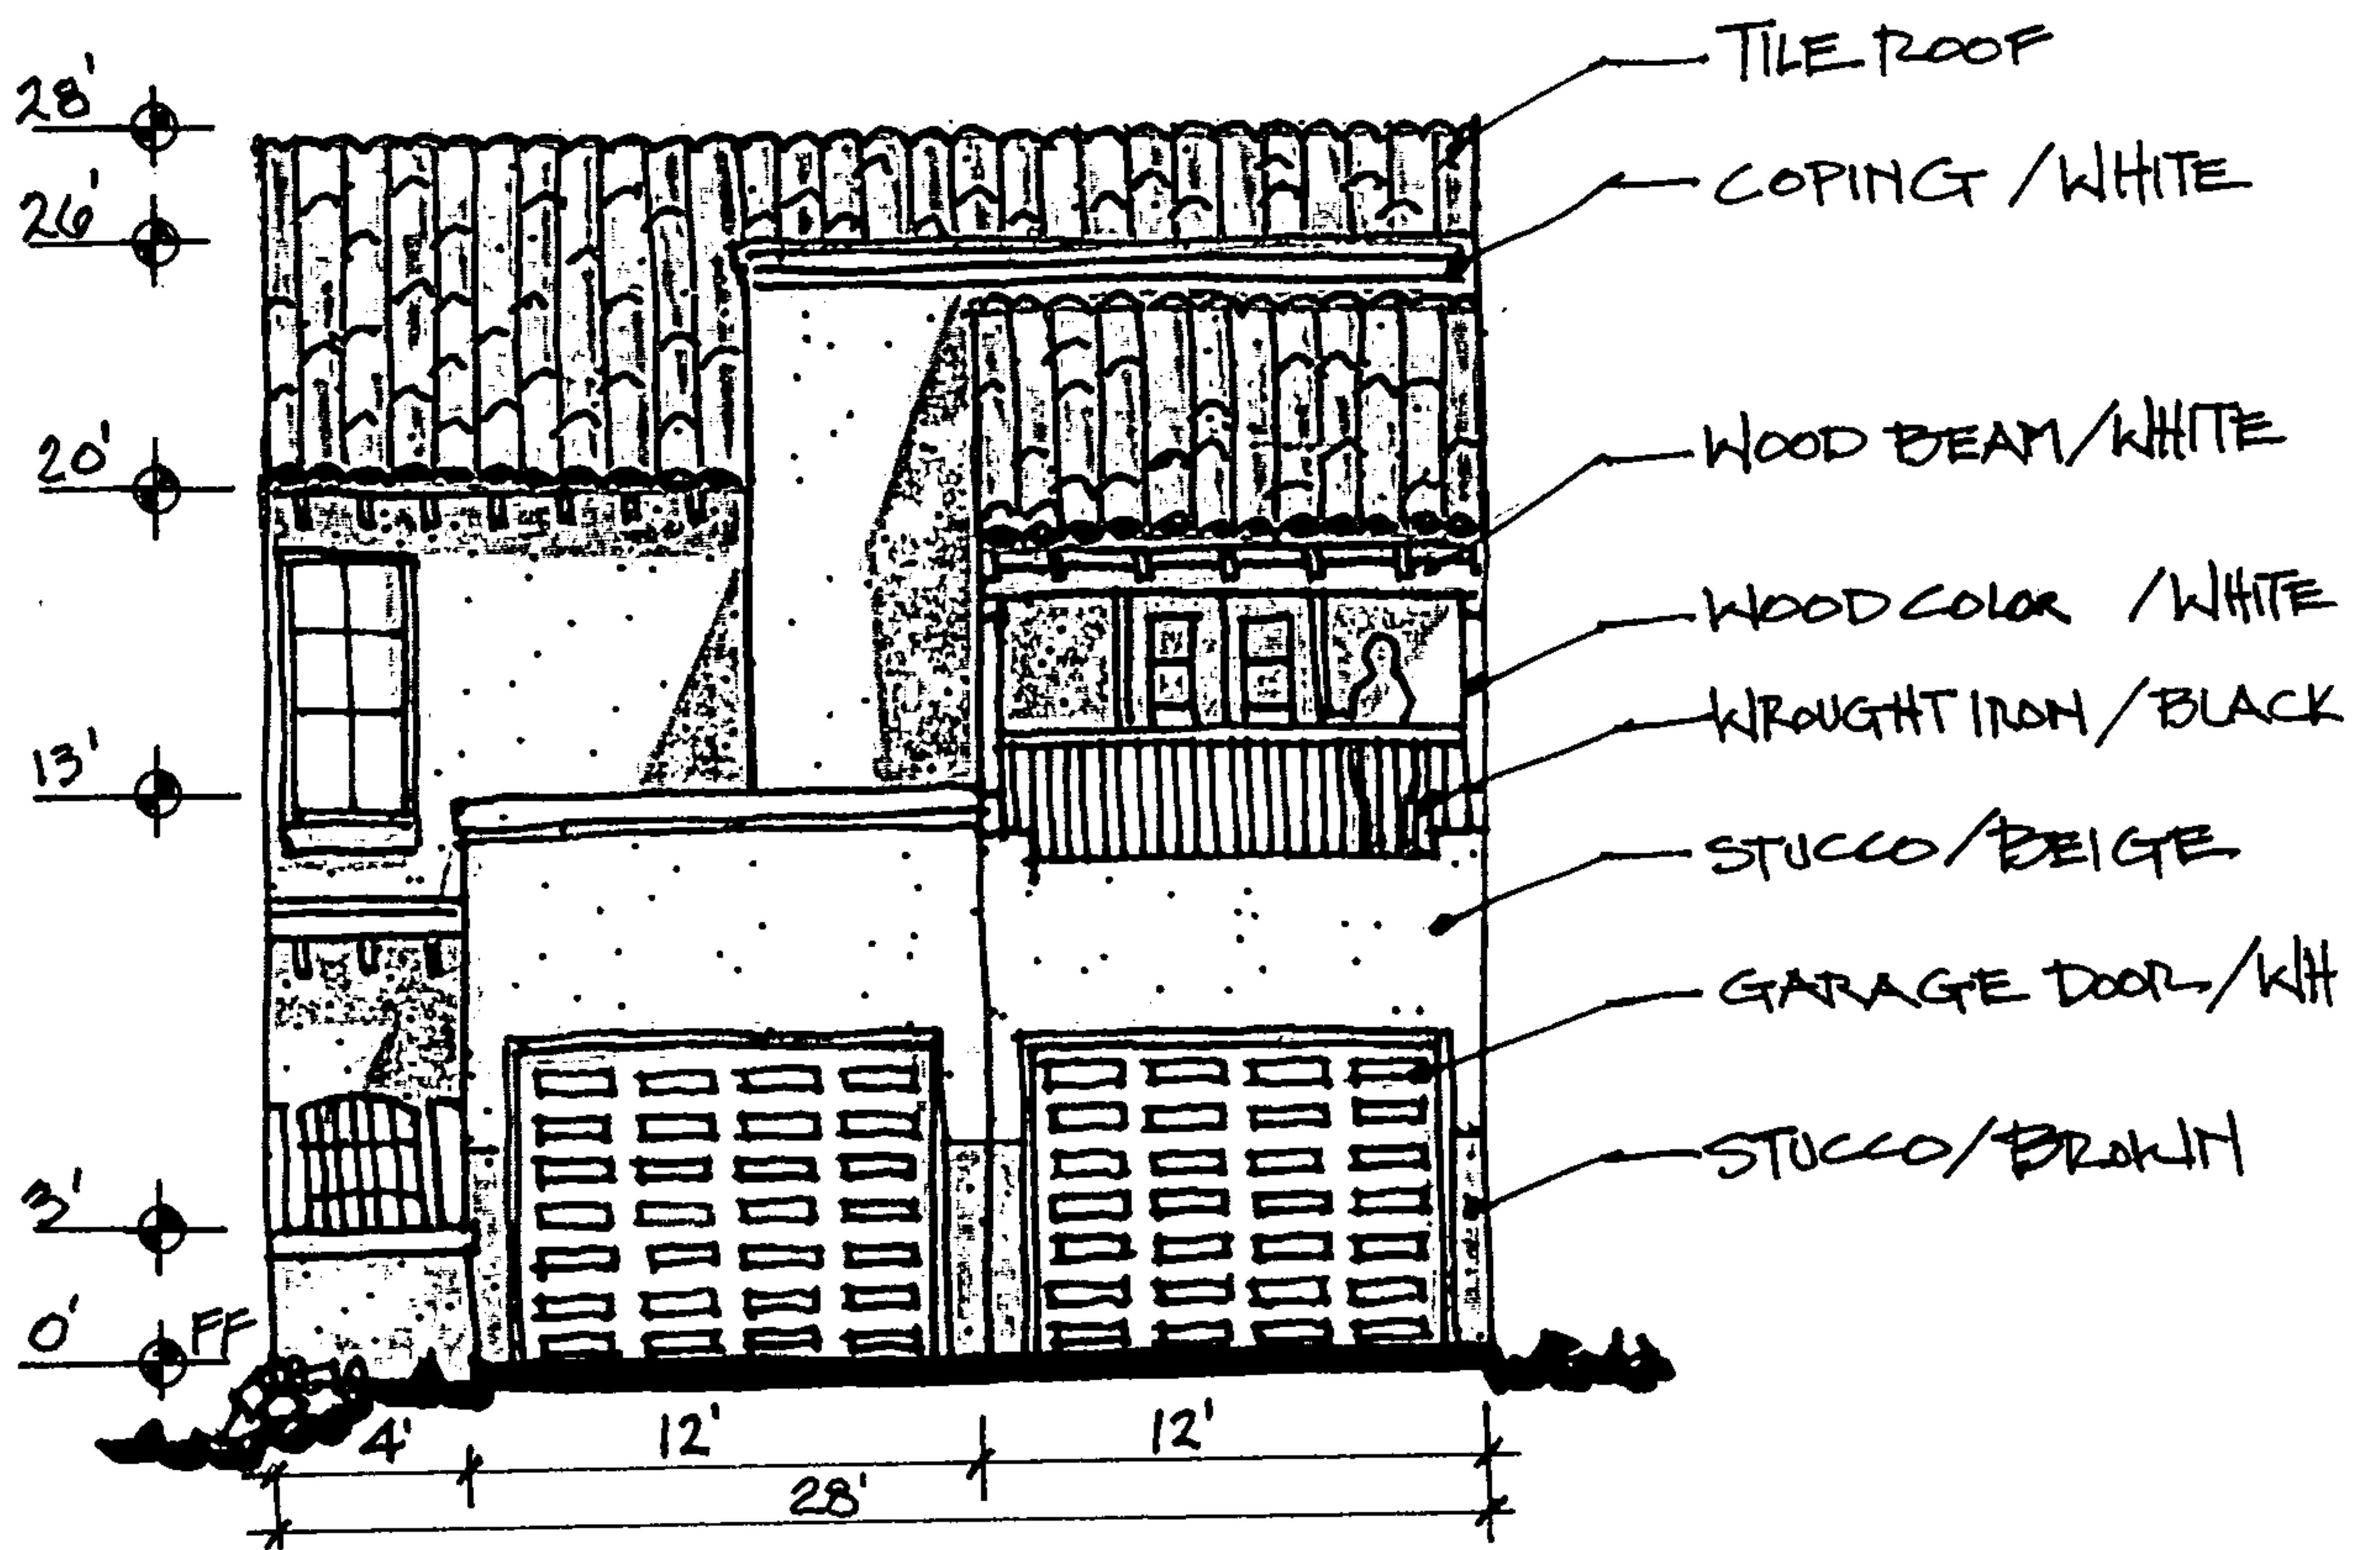 28'
26'
20'
13'
3'
0' FF
TILE ROOF
COPING / WHITE
WOOD BEAM / WHITE
WOOD COLOR / WHITE
WROUGHT IRON / BLACK
STUCCO / BEIGE
GARAGE DOOR / WH
STUCCO / BROWN
4' 12' 12'
28'